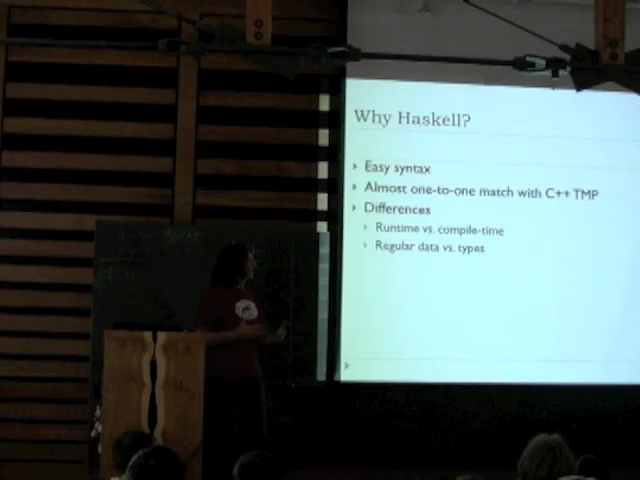 Why Haskell?
Easy syntax
Almost one-to-one match with C++ TMP
Differences
Runtime vs. compile-time
Regular data vs. types